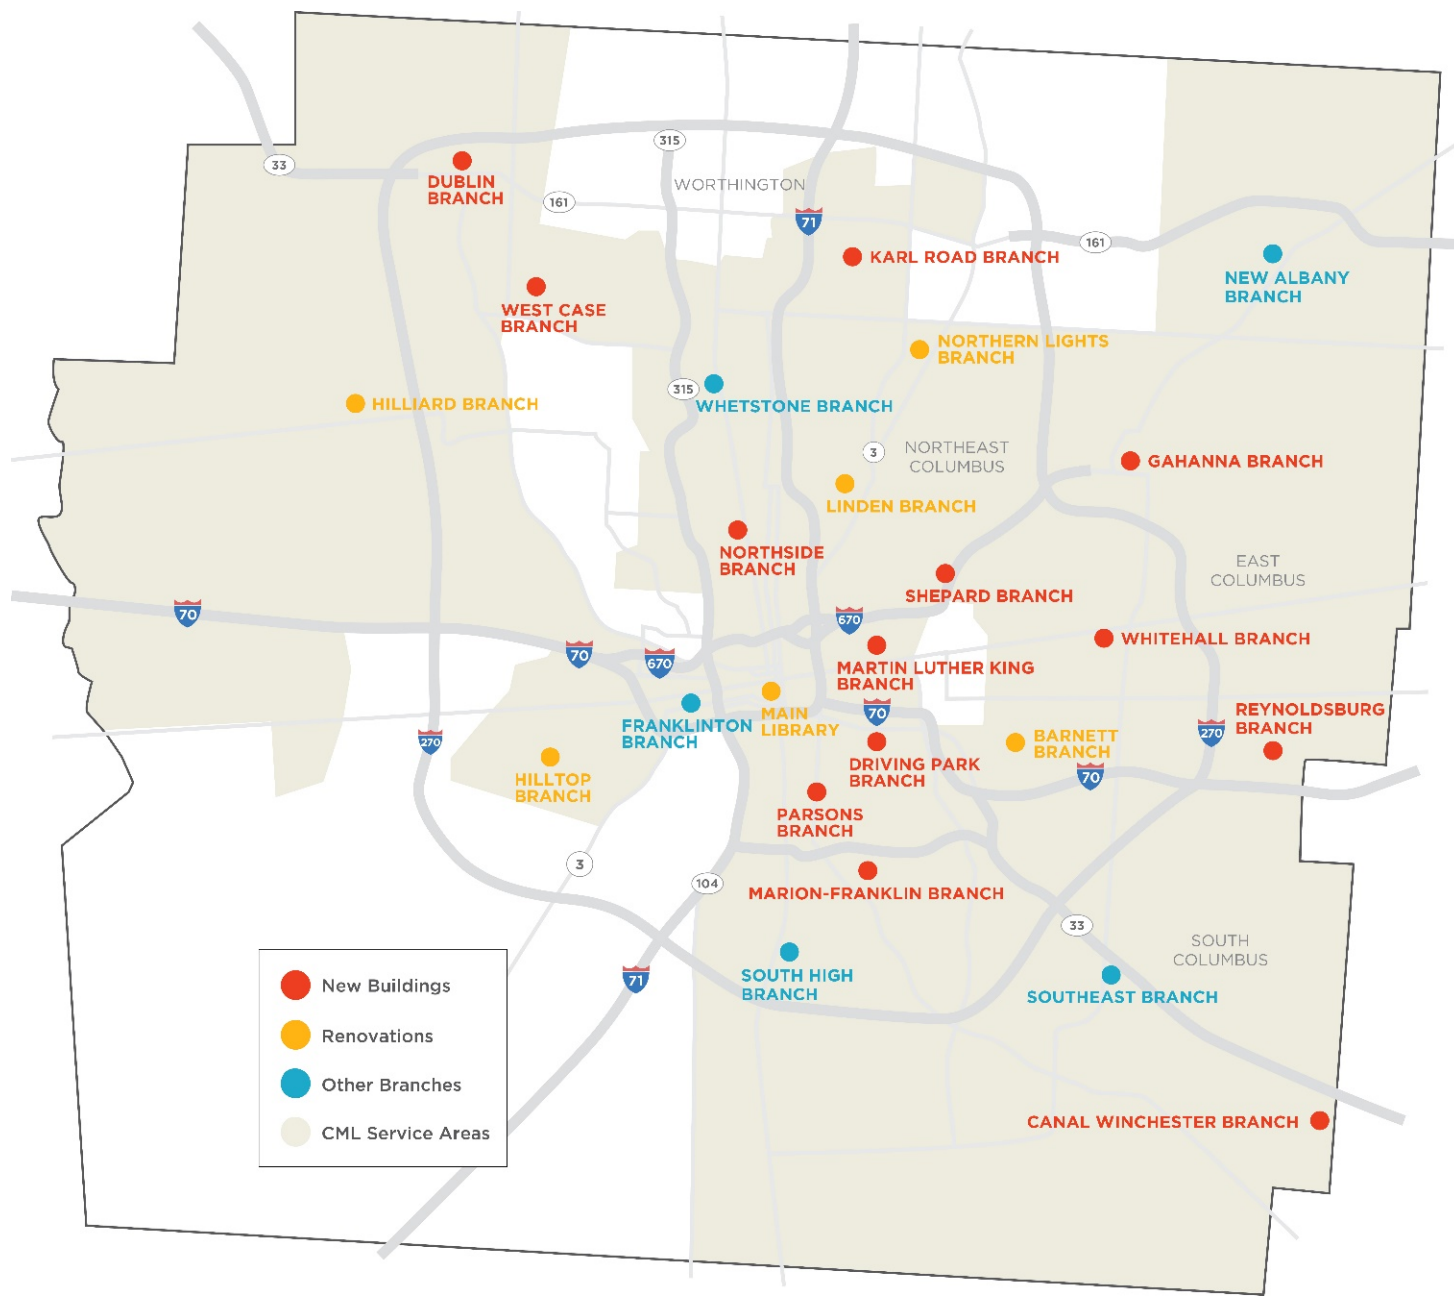 315
33
DUBLIN
BRANCH
161
WORTHINGTON
71
161
KARL ROAD BRANCH
NEW ALBANY
BRANCH
WEST CASE
BRANCH
NORTHERN LIGHTS
BRANCH
315
WHETSTONE BRANCH
HILLIARD BRANCH
3
NORTHEAST
COLUMBUS
GAHANNA BRANCH
LINDEN BRANCH
NORTHSIDE
BRANCH
EAST
COLUMBUS
SHEPARD BRANCH
70
670
WHITEHALL BRANCH
70
670
MARTIN LUTHER KING
BRANCH
FRANKLINTON
BRANCH
MAIN
LIBRARY
70
REYNOLDSBURG
BRANCH
270
270
BARNETT
BRANCH
DRIVING PARK
BRANCH
HILLTOP
BRANCH
70
PARSONS
BRANCH
3
104
MARION-FRANKLIN BRANCH
33
SOUTH
COLUMBUS
71
SOUTH HIGH
BRANCH
SOUTHEAST BRANCH
New Buildings
Renovations
Other Branches
CML Service Areas
CANAL WINCHESTER BRANCH